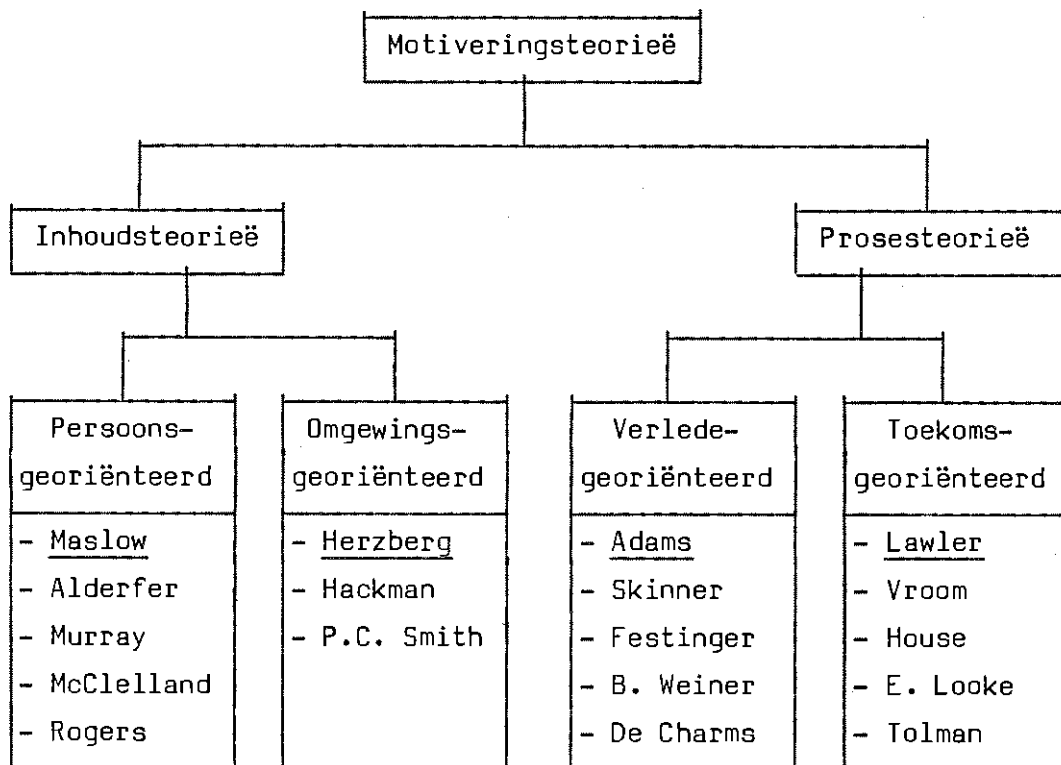 Motiveringsteorieë
Inhoudsteorieë
Prosesteorieë
Persoons-
georiënteerd
- Maslow
- Alderfer
- Murray
- McClelland
- Rogers
Omgewings-
georiënteerd
- Herzberg
- Hackman
- P.C. Smith
Verlede-
georiënteerd
- Adams
- Skinner
- Festinger
- B. Weiner
- De Charms
Toekoms-
georiënteerd
- Lawler
- Vroom
- House
- E. Looke
- Tolman